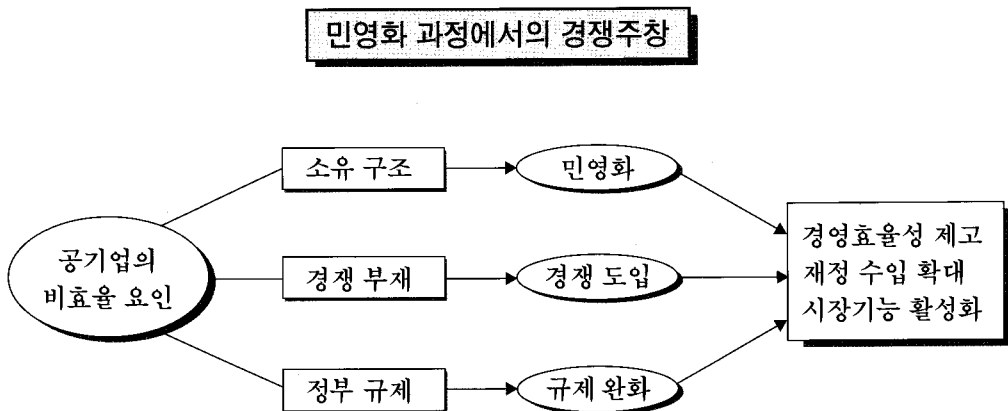 민영화 과정에서의 경쟁주창
공기업의
비효율 요인
소유 구조
민영화
경쟁 부재
경쟁 도입
정부 규제
규제 완화
경영효율성 제고
재정 수입 확대
시장기능 활성화